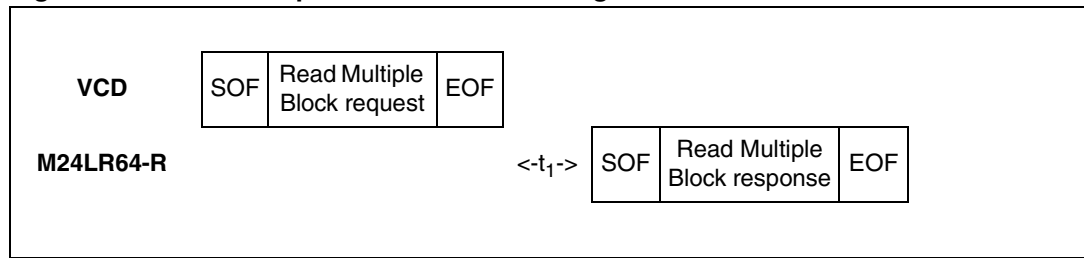 VCD SOF Read Multiple Block request EOF
M24LR64-R <-t₁-> SOF Read Multiple Block response EOF